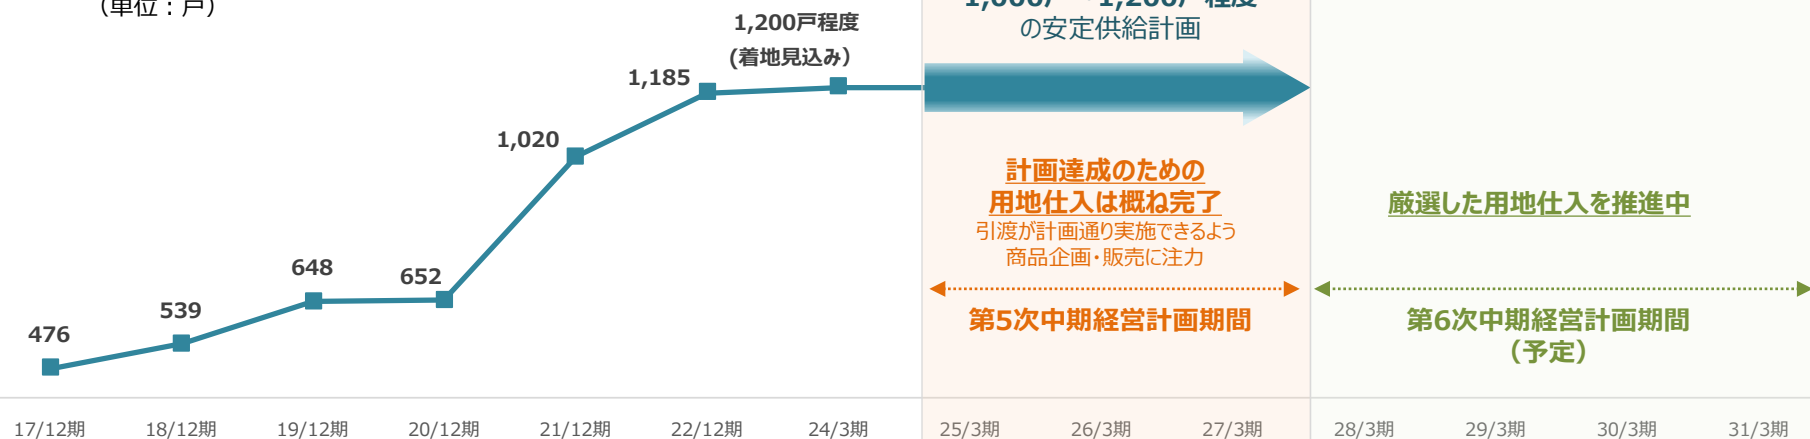 （単位：戸）
1,200戸程度
(着地見込み）
1,185
1,020
648
652
539
476
の安定供給計画
計画達成のための
用地仕入は概ね完了
引渡が計画通り実施できるよう
商品企画・販売に注力
第5次中期経営計画期間
厳選した用地仕入を推進中
第6次中期経営計画期間
（予定）
17/12期
18/12期
19/12期
20/12期
21/12期
22/12期
24/3期
25/3期
26/3期
27/3期
28/3期
29/3期
30/3期
31/3期